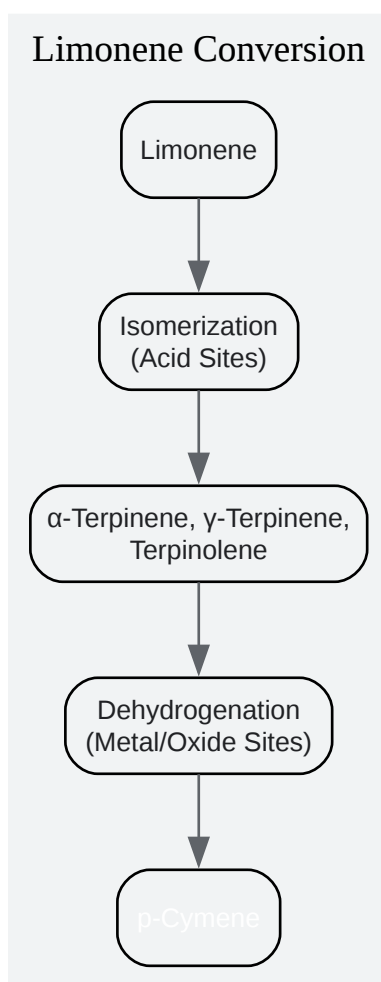 Limonene Conversion
Limonene
Isomerization
(Acid Sites)
α-Terpinene, γ-Terpinene,
Terpinolene
Dehydrogenation
(Metal/Oxide Sites)
p-Cymene